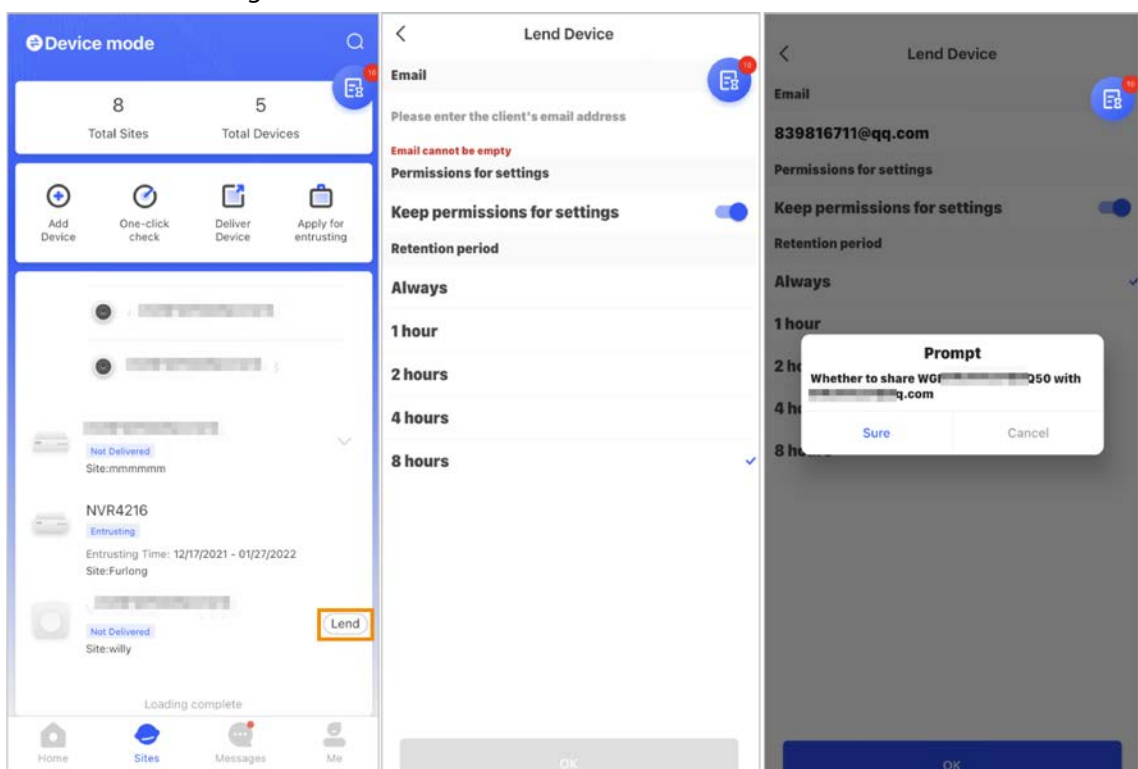 Device mode
10
8
5
Total Sites
Total Devices
Add
Device
One-click
check
Deliver
Device
Apply for
entrusting
Not Delivered
Site:mmmmmm
NVR4216
Entrusting
Entrusting Time: 12/17/2021 - 01/27/2022
Site:Furlong
Lend
Not Delivered
Site:willy
Loading complete
Home
Sites
Messages
Me
Lend Device
10
Email
Please enter the client's email address
Email cannot be empty
Permissions for settings
Keep permissions for settings
Retention period
Always
1 hour
2 hours
4 hours
8 hours
OK
Lend Device
10
Email
839816711@qq.com
Permissions for settings
Keep permissions for settings
Retention period
Always
1 hour
Prompt
Whether to share WG Q50 with
q.com
Sure
Cancel
OK